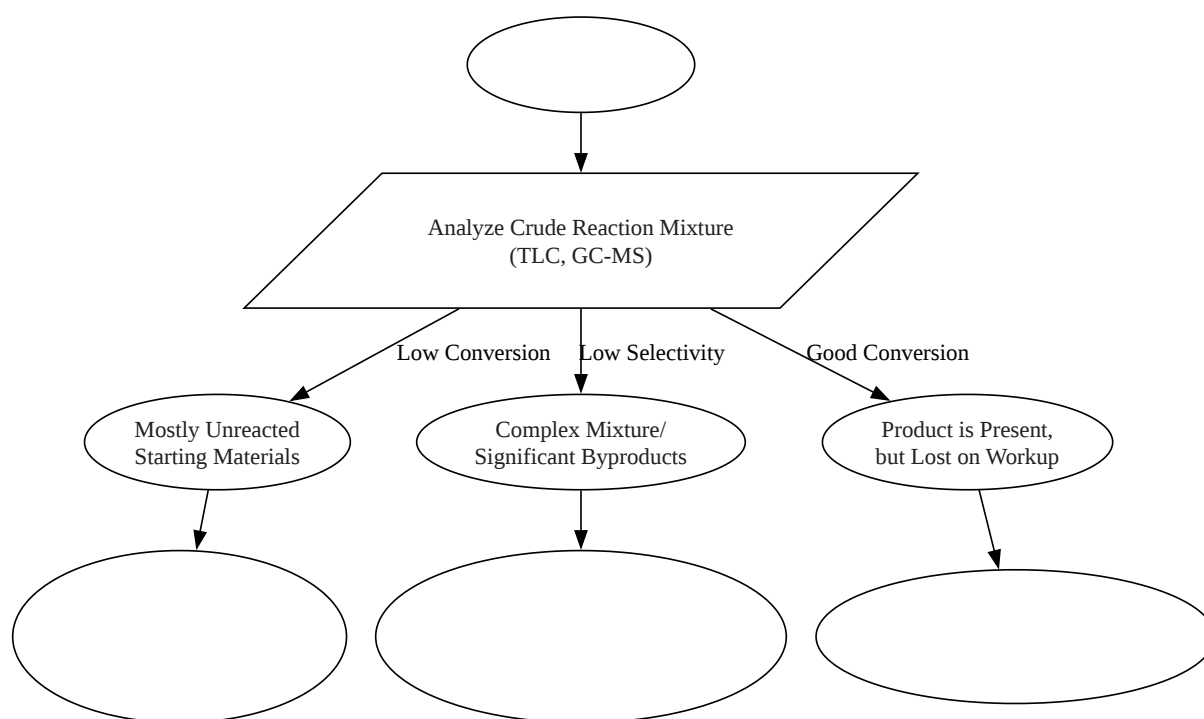 Analyze Crude Reaction Mixture
(TLC, GC-MS)
Low Conversion
Low Selectivity
Good Conversion
Mostly Unreacted
Starting Materials
Complex Mixture/
Significant Byproducts
Product is Present,
but Lost on Workup